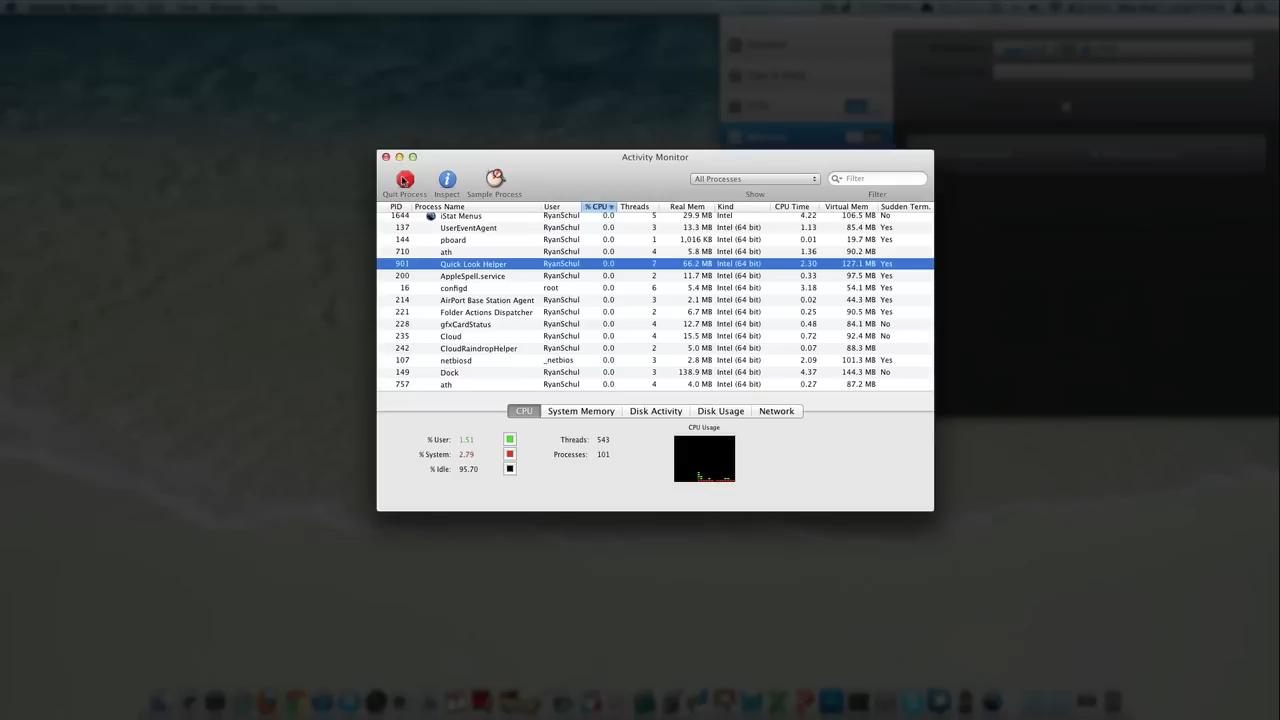 Activity Monitor
Quit Process Inspect Sample Process All Processes Show Filter Filter
PID Process Name User % CPU Threads Real Mem Kind CPU Time Virtual Mem Sudden Term.
1644 iStat Menus RyanSchul 0.0 5 29.9 MB Intel 4.22 106.5 MB No
137 UserEventAgent RyanSchul 0.0 3 13.3 MB Intel (64 bit) 1.13 85.4 MB Yes
144 pboard RyanSchul 0.0 1 1,016 KB Intel (64 bit) 0.01 19.7 MB Yes
710 ath RyanSchul 0.0 4 5.8 MB Intel (64 bit) 1.36 90.2 MB
901 Quick Look Helper RyanSchul 0.0 7 66.2 MB Intel (64 bit) 2.30 127.1 MB Yes
200 AppleSpell.service RyanSchul 0.0 2 11.7 MB Intel (64 bit) 0.33 97.5 MB Yes
16 configd root 0.0 6 5.4 MB Intel (64 bit) 3.18 54.1 MB Yes
214 AirPort Base Station Agent RyanSchul 0.0 3 2.1 MB Intel (64 bit) 0.02 44.3 MB Yes
221 Folder Actions Dispatcher RyanSchul 0.0 2 6.7 MB Intel (64 bit) 0.25 90.5 MB Yes
228 gfxCardStatus RyanSchul 0.0 4 12.7 MB Intel (64 bit) 0.48 84.1 MB No
235 Cloud RyanSchul 0.0 4 15.5 MB Intel (64 bit) 0.72 92.4 MB No
242 CloudRaindropHelper RyanSchul 0.0 2 5.0 MB Intel (64 bit) 0.07 88.3 MB
107 netbiosd _netbios 0.0 3 2.8 MB Intel (64 bit) 2.09 101.3 MB Yes
149 Dock RyanSchul 0.0 3 138.9 MB Intel (64 bit) 4.37 144.3 MB No
757 ath RyanSchul 0.0 4 4.0 MB Intel (64 bit) 0.27 87.2 MB
CPU System Memory Disk Activity Disk Usage Network
CPU Usage
% User: 1.51 Threads: 543
% System: 2.79 Processes: 101
% Idle: 95.70